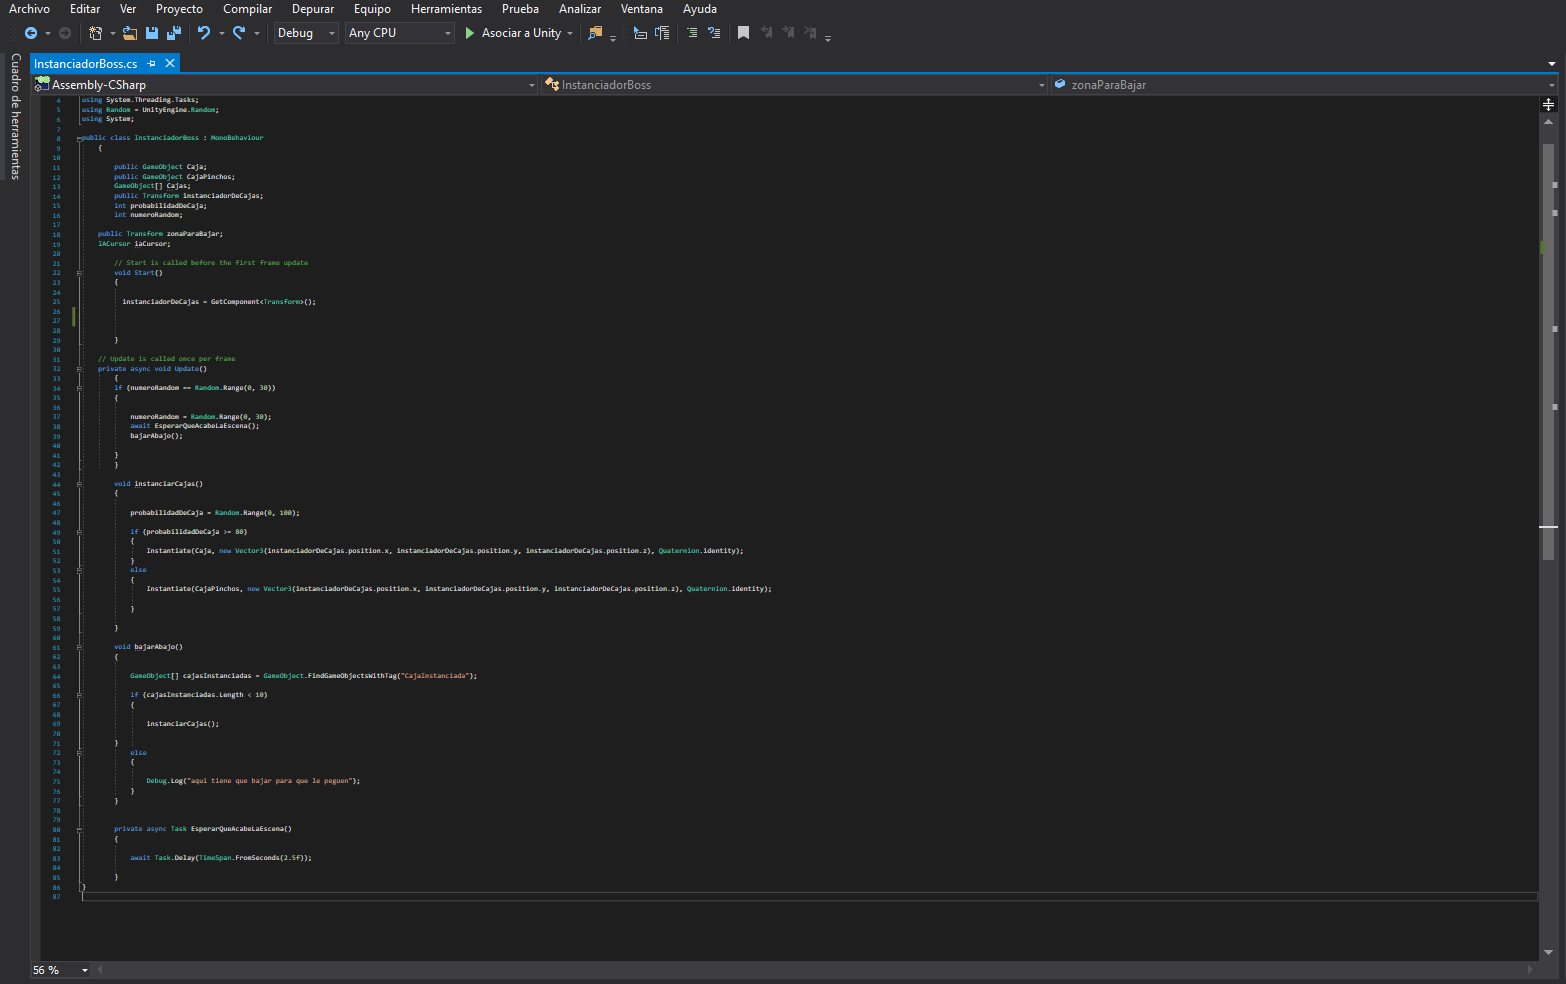 Archivo Editar Ver Proyecto Compilar Depurar Equipo Herramientas Prueba Analizar Ventana Ayuda
Debug Any CPU Asociar a Unity
Cuadro de herramientas
InstanciadorBoss.cs
Assembly-CSharp InstanciadorBoss zonaParaBajar
4 using System.Threading.Tasks;
5 using Random = UnityEngine.Random;
6 using System;
7
8 public class InstanciadorBoss : MonoBehaviour
9 {
10
11 public GameObject Caja;
12 public GameObject CajaPinchos;
13 GameObject[] Cajas;
14 public Transform instanciadorDeCajas;
15 int probabilidadDeCaja;
16 int numeroRandom;
17
18 public Transform zonaParaBajar;
19 IACursor iaCursor;
20
21 // Start is called before the first frame update
22 void Start()
23 {
24
25 instanciadorDeCajas = GetComponent<Transform>();
26
27
28
29 }
30
31 // Update is called once per frame
32 private async void Update()
33 {
34 if (numeroRandom == Random.Range(0, 30))
35 {
36
37 numeroRandom = Random.Range(0, 30);
38 await EsperarQueAcabeLaEscena();
39 bajarAbajo();
40
41 }
42 }
43
44 void instanciarCajas()
45 {
46
47 probabilidadDeCaja = Random.Range(0, 100);
48
49 if (probabilidadDeCaja >= 80)
50 {
51 Instantiate(Caja, new Vector3(instanciadorDeCajas.position.x, instanciadorDeCajas.position.y, instanciadorDeCajas.position.z), Quaternion.identity);
52 }
53 else
54 {
55 Instantiate(CajaPinchos, new Vector3(instanciadorDeCajas.position.x, instanciadorDeCajas.position.y, instanciadorDeCajas.position.z), Quaternion.identity);
56
57 }
58
59 }
60
61 void bajarAbajo()
62 {
63
64 GameObject[] cajasInstanciadas = GameObject.FindGameObjectsWithTag("CajaInstanciada");
65
66 if (cajasInstanciadas.Length < 10)
67 {
68
69 instanciarCajas();
70
71 }
72 else
73 {
74
75 Debug.Log("aqui tiene que bajar para que le peguen");
76 }
77 }
78
79
80 private async Task EsperarQueAcabeLaEscena()
81 {
82
83 await Task.Delay(TimeSpan.FromSeconds(2.5f));
84
85 }
86 }
87
56 %